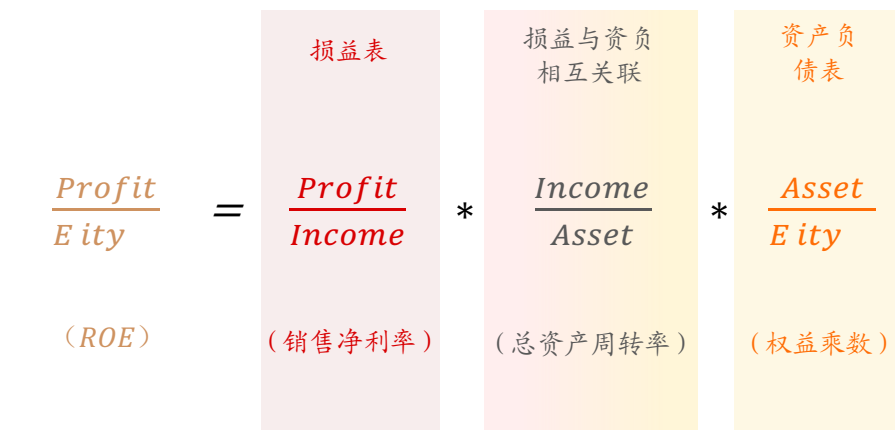 损益表
损益与资负
相互关联
资产负
债表
Profit
E ity
=
Profit
Income
*
Income
Asset
*
Asset
E ity
（ROE）
（销售净利率）
（总资产周转率）
（权益乘数）